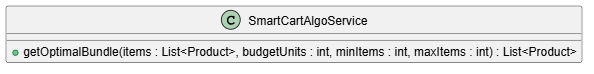 C SmartCartAlgoService
getOptimalBundle(items : List<Product>, budgetUnits : int, minItems : int, maxItems : int) : List<Product>